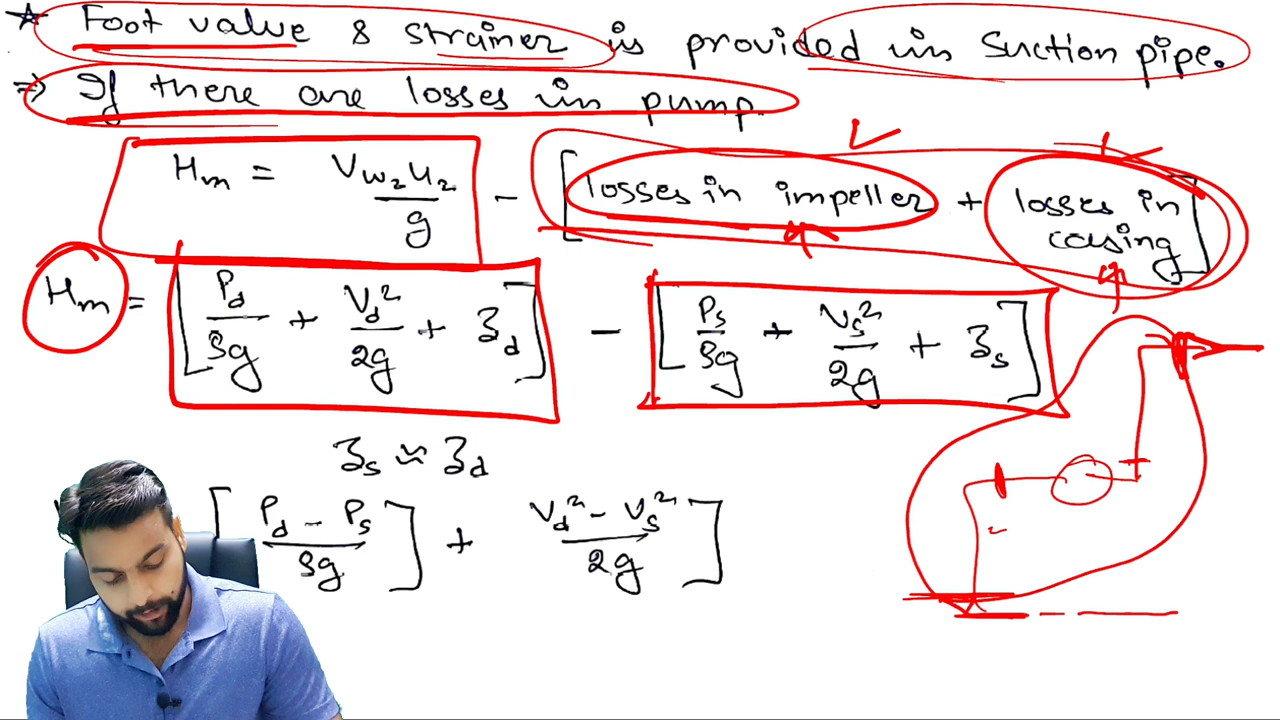 ★ Foot value & strainer is provided in Suction pipe.
⇒ If there are losses in pump.
Hm = Vw₂u₂/g - [losses in impeller + losses in casing]
Hm = [Pd/ρg + Vd²/2g + Zd] - [Ps/ρg + Vs²/2g + Zs]
Zs ≈ Zd
[Pd - Ps/ρg] + Vd² - Vs²/2g]